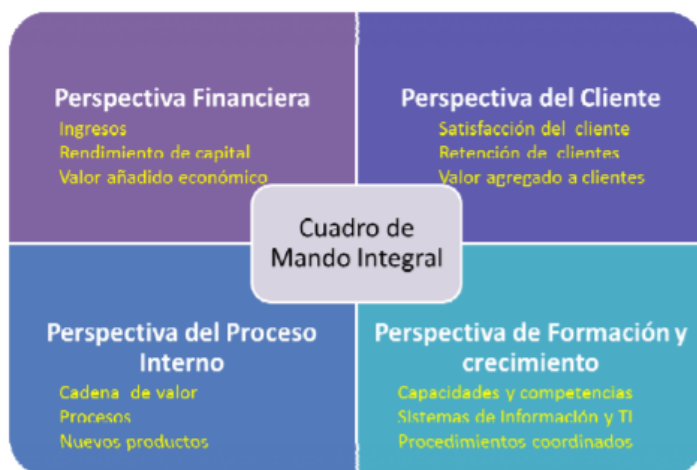 Perspectiva Financiera
Ingresos
Rendimiento de capital
Valor añadido económico
Perspectiva del Cliente
Satisfacción del cliente
Retención de clientes
Valor agregado a clientes
Cuadro de
Mando Integral
Perspectiva del Proceso
Interno
Cadena de valor
Procesos
Nuevos productos
Perspectiva de Formación y
crecimiento
Capacidades y competencias
Sistemas de Información y TI
Procedimientos coordinados